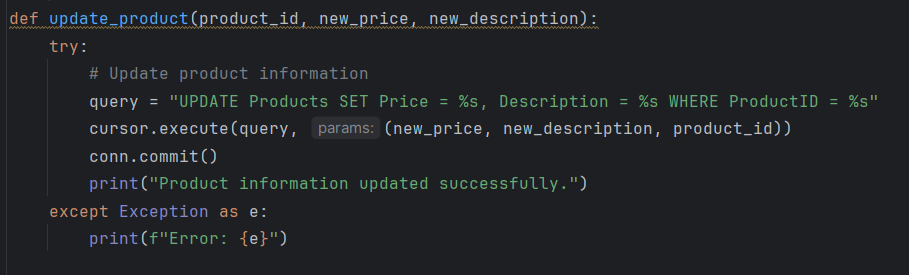 def update_product(product_id, new_price, new_description):
    try:
        # Update product information
        query = "UPDATE Products SET Price = %s, Description = %s WHERE ProductID = %s"
        cursor.execute(query, params: (new_price, new_description, product_id))
        conn.commit()
        print("Product information updated successfully.")
    except Exception as e:
        print(f"Error: {e}")